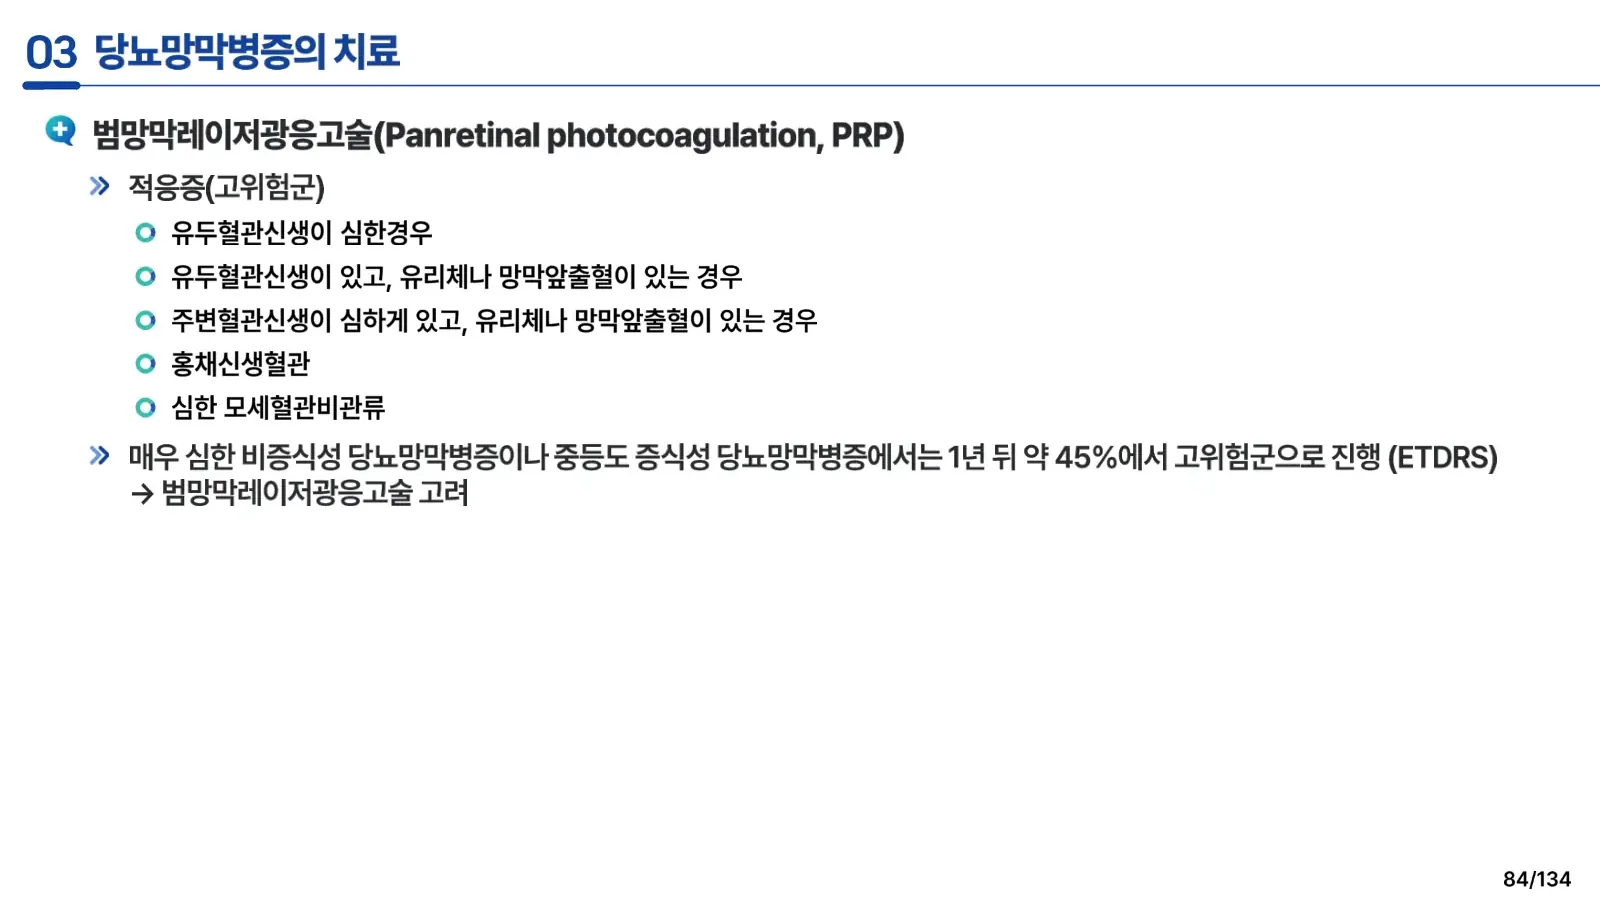 03 당뇨망막병증의 치료
범망막레이저광응고술(Panretinal photocoagulation, PRP)
적응증(고위험군)
유두혈관신생이 심한경우
유두혈관신생이 있고, 유리체나 망막앞출혈이 있는 경우
주변혈관신생이 심하게 있고, 유리체나 망막앞출혈이 있는 경우
홍채신생혈관
심한 모세혈관비관류
매우 심한 비증식성 당뇨망막병증이나 중등도 증식성 당뇨망막병증에서는 1년 뒤 약 45%에서 고위험군으로 진행 (ETDRS)
→ 범망막레이저광응고술 고려
84/134